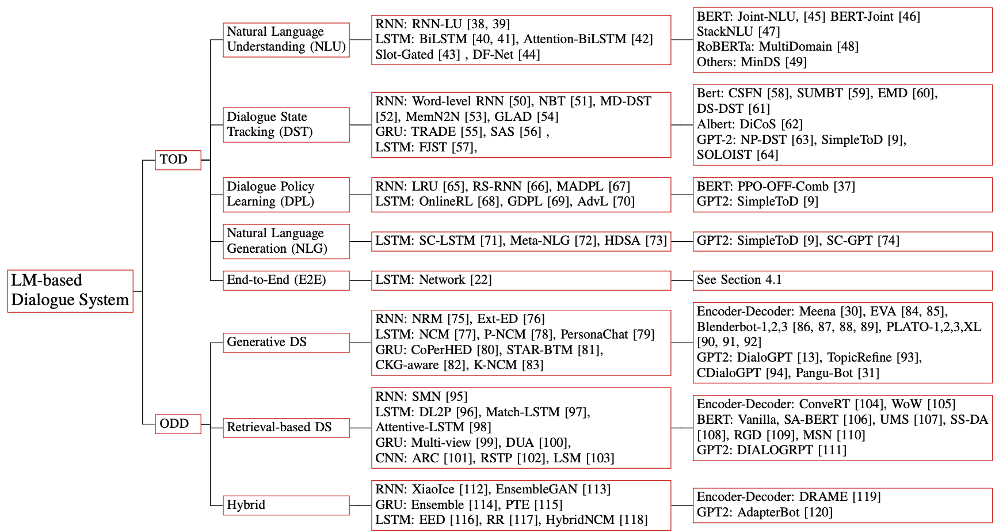 LM-based
Dialogue System
TOD
Natural Language
Understanding (NLU)
RNN: RNN-LU [38, 39]
LSTM: BiLSTM [40, 41], Attention-BiLSTM [42]
Slot-Gated [43] , DF-Net [44]
BERT: Joint-NLU, [45] BERT-Joint [46]
StackNLU [47]
RoBERTa: MultiDomain [48]
Others: MinDS [49]
Dialogue State
Tracking (DST)
RNN: Word-level RNN [50], NBT [51], MD-DST
[52], MemN2N [53], GLAD [54]
GRU: TRADE [55], SAS [56] ,
LSTM: FJST [57],
Bert: CSFN [58], SUMBT [59], EMD [60],
DS-DST [61]
Albert: DiCoS [62]
GPT-2: NP-DST [63], SimpleToD [9],
SOLOIST [64]
Dialogue Policy
Learning (DPL)
RNN: LRU [65], RS-RNN [66], MADPL [67]
LSTM: OnlineRL [68], GDPL [69], AdvL [70]
BERT: PPO-OFF-Comb [37]
GPT2: SimpleToD [9]
Natural Language
Generation (NLG)
LSTM: SC-LSTM [71], Meta-NLG [72], HDSA [73]
GPT2: SimpleToD [9], SC-GPT [74]
End-to-End (E2E)
LSTM: Network [22]
See Section 4.1
ODD
Generative DS
RNN: NRM [75], Ext-ED [76]
LSTM: NCM [77], P-NCM [78], PersonaChat [79]
GRU: CoPerHED [80], STAR-BTM [81],
CKG-aware [82], K-NCM [83]
Encoder-Decoder: Meena [30], EVA [84, 85],
Blenderbot-1,2,3 [86, 87, 88, 89], PLATO-1,2,3,XL
[90, 91, 92]
GPT2: DialoGPT [13], TopicRefine [93],
CDialoGPT [94], Pangu-Bot [31]
Retrieval-based DS
RNN: SMN [95]
LSTM: DL2P [96], Match-LSTM [97],
Attentive-LSTM [98]
GRU: Multi-view [99], DUA [100],
CNN: ARC [101], RSTP [102], LSM [103]
Encoder-Decoder: ConveRT [104], WoW [105]
BERT: Vanilla, SA-BERT [106], UMS [107], SS-DA
[108], RGD [109], MSN [110]
GPT2: DIALOGRPT [111]
Hybrid
RNN: XiaoIce [112], EnsembleGAN [113]
GRU: Ensemble [114], PTE [115]
LSTM: EED [116], RR [117], HybridNCM [118]
Encoder-Decoder: DRAME [119]
GPT2: AdapterBot [120]